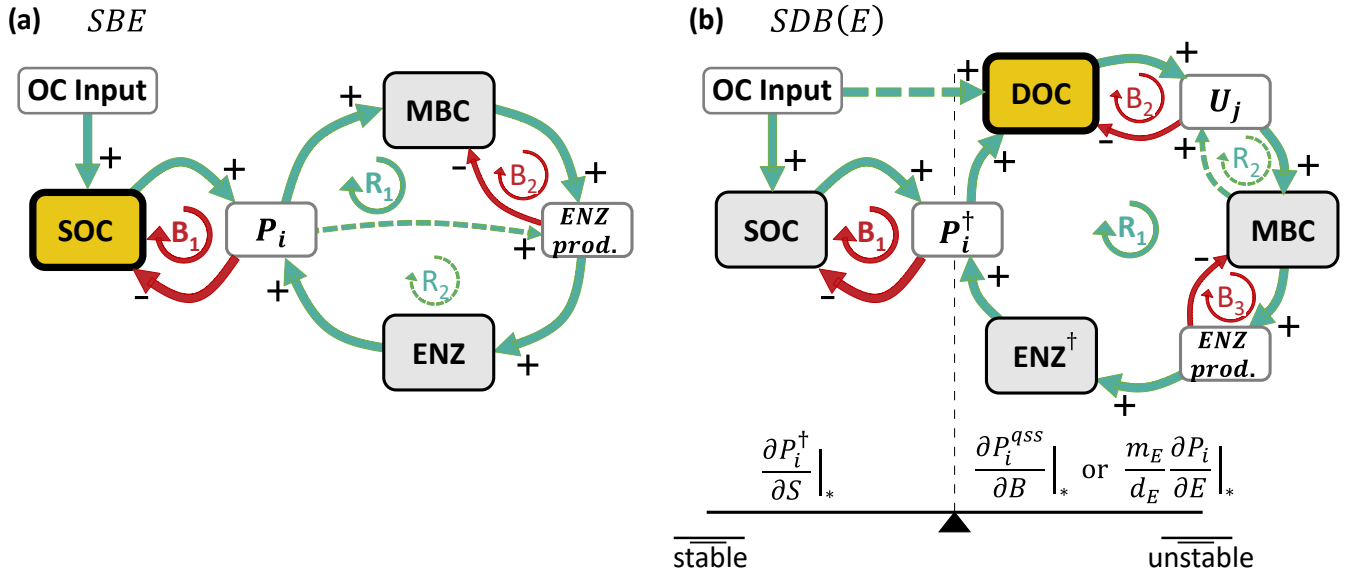 (a) SBE
OC Input
+
SOC
+
+
-
B₁
P_i
+
+
MBC
R₁
-
B₂
+
ENZ
prod.
+
R₂
+
ENZ
+
(b) SDB(E)
OC Input
+
+
SOC
+
+
-
B₁
P_i^†
+
DOC
+
-
B₂
U_j
+
R₂
+
R₁
MBC
-
B₃
+
ENZ
prod.
+
ENZ^†
+
∂P_i^†/∂S |_*
∂P_i^{qss}/∂B |_* or m_E/d_E ∂P_i/∂E |_*
stable
unstable